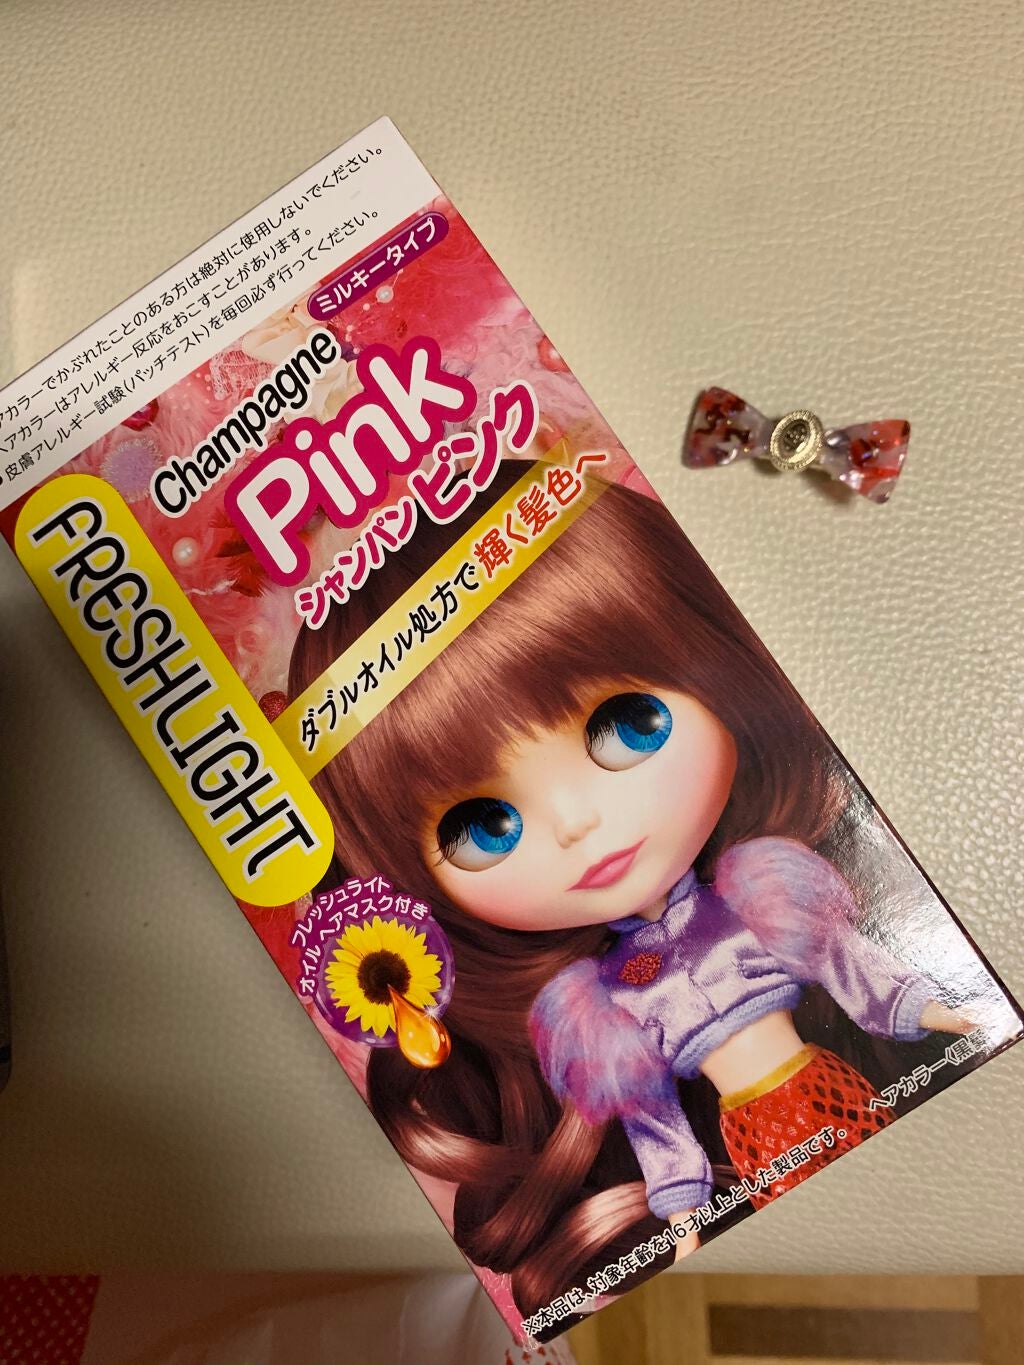 アカラーでかぶれたことのある方は絶対に使用しないでください。
ヘアカラーはアレルギー反応をおこすことがあります。
皮膚アレルギー試験(パッチテスト)を毎回必ず行ってください。
ミルキータイプ
Champagne
Pink
シャンパンピンク
FRESHLIGHT
ダブルオイル処方で輝く髪色へ
フレッシュライト
オイルヘアマスク付き
ヘアカラー〈黒髪
※本品は、対象年齢を16才以上とした製品です。